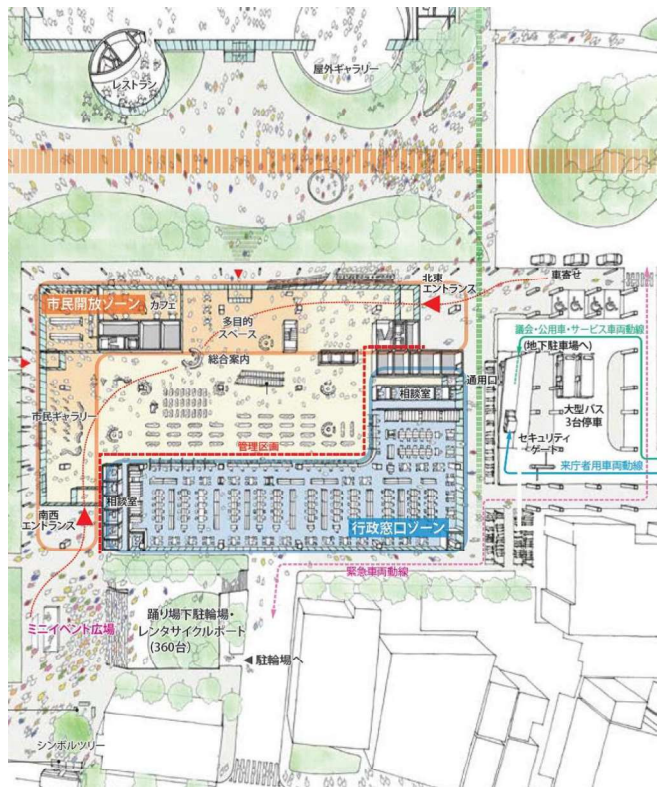 レストラン
屋外ギャラリー
北東
エントランス
車寄せ
市民開放ゾーン
カフェ
多目的
スペース
総合案内
議会・公用車・サービス車両動線
(地下駐車場へ)
通用口
相談室
大型バス
3台停車
市民ギャラリー
管理区画
セキュリティ
ゲート
来庁者用車両動線
相談室
南西
エントランス
行政窓口ゾーン
緊急車両動線
ミニイベント広場
踊り場下駐輪場・
レンタサイクルポート
(360台)
駐輪場へ
シンボルツリー